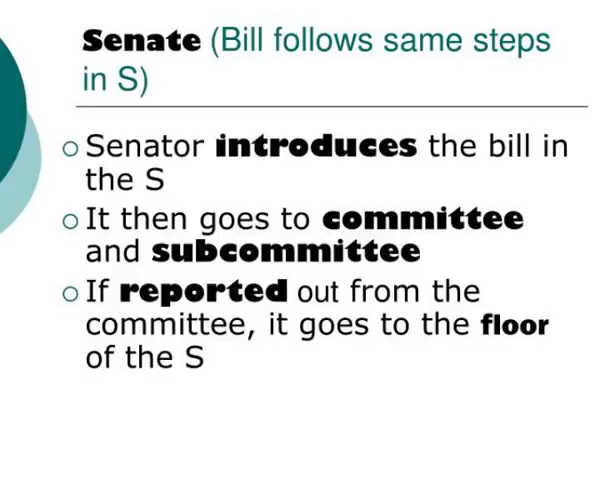 Senate (Bill follows same steps
in S)
Senator introduces the bill in
the S
It then goes to committee
and subcommittee
If reported out from the
committee, it goes to the floor
of the S